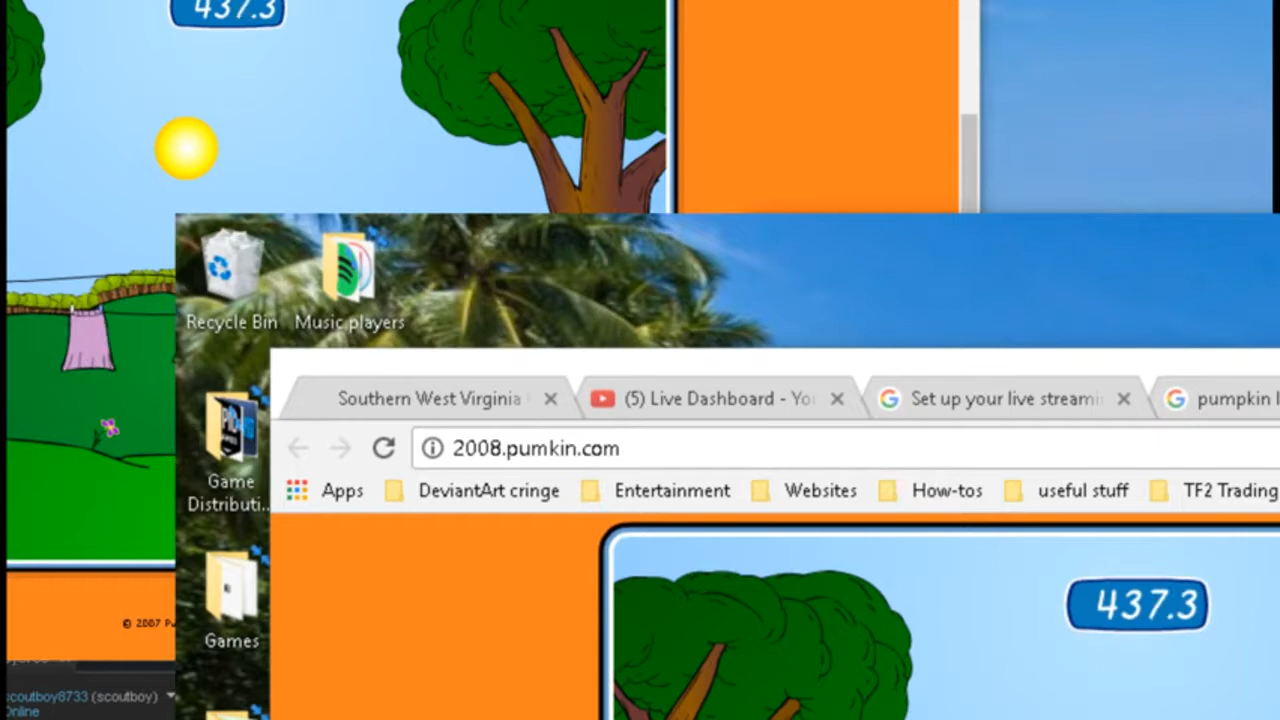 437.3
Recycle Bin
Music players
Southern West Virginia
(5) Live Dashboard - Yo
Set up your live streami
pumpkin l
2008.pumkin.com
Apps
DeviantArt cringe
Entertainment
Websites
How-tos
useful stuff
TF2 Trading
Game
Distributi...
437.3
Games
© 2007 Pu
scoutboy8733 (scoutboy)
Online